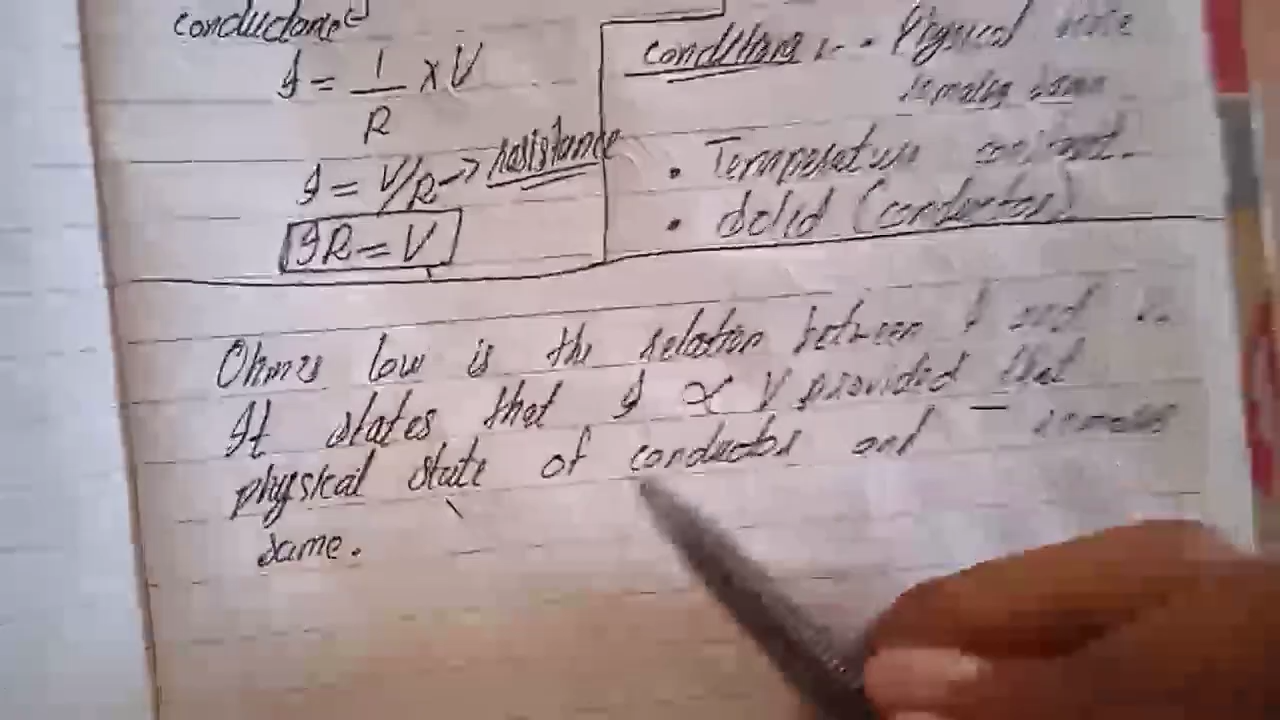 conductance
I = 1/R × V
I = V/R → resistance
IR = V
Conditions :- • Physical state
remains same
• Temperature constant.
• Solid (conductor)
Ohms law is the relation between I and V.
It states that I ∝ V provided that
physical state of conductor and remains
same.